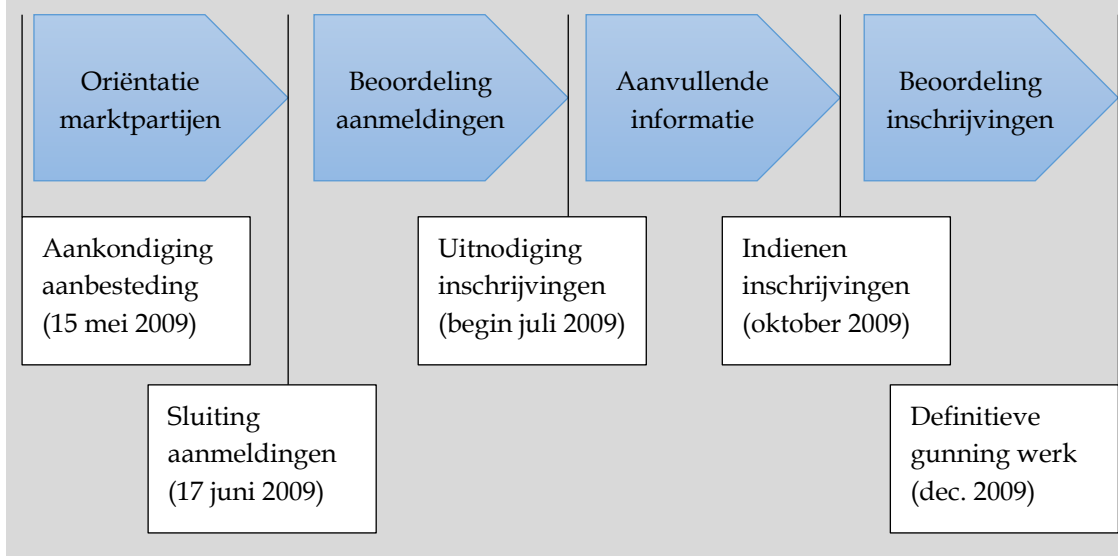 Oriëntatie
marktpartijen
Beoordeling
aanmeldingen
Aanvullende
informatie
Beoordeling
inschrijvingen
Aankondiging
aanbesteding
(15 mei 2009)
Uitnodiging
inschrijvingen
(begin juli 2009)
Indienen
inschrijvingen
(oktober 2009)
Sluiting
aanmeldingen
(17 juni 2009)
Definitieve
gunning werk
(dec. 2009)